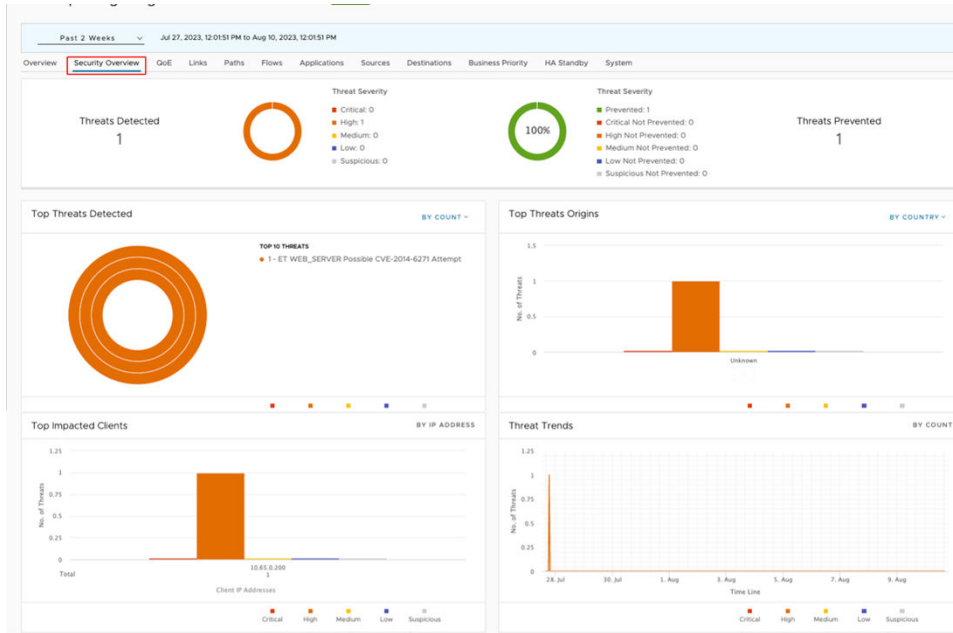 Past 2 Weeks
Jul 27, 2023, 12:01:51 PM to Aug 10, 2023, 12:01:51 PM
Overview Security Overview QoE Links Paths Flows Applications Sources Destinations Business Priority HA Standby System
Threats Detected
1
Threat Severity
Critical: 0
High: 1
Medium: 0
Low: 0
Suspicious: 0
100%
Threat Severity
Prevented: 1
Critical Not Prevented: 0
High Not Prevented: 0
Medium Not Prevented: 0
Low Not Prevented: 0
Suspicious Not Prevented: 0
Threats Prevented
1
Top Threats Detected
BY COUNT
TOP 10 THREATS
1 - ET WEB_SERVER Possible CVE-2014-6271 Attempt
Top Threats Origins
BY COUNTRY
No. of Threats
1.5
1
0.5
0
Unknown
Top Impacted Clients
BY IP ADDRESS
No. of Threats
1.25
1
0.75
0.5
0.25
0
10.65.0.200
Total 1
Client IP Addresses
Critical High Medium Low Suspicious
Threat Trends
BY COUNT
No. of Threats
1.25
1
0.75
0.5
0.25
0
28. Jul 30. Jul 1. Aug 3. Aug 5. Aug 7. Aug 9. Aug
Time Line
Critical High Medium Low Suspicious